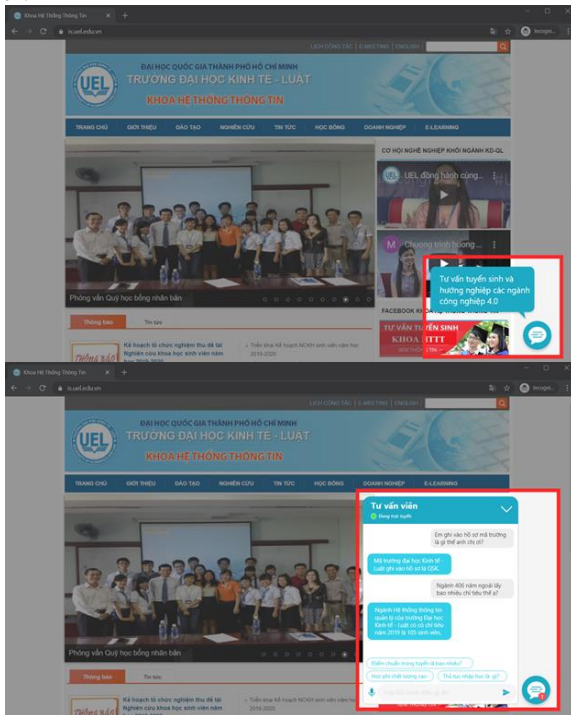 Khoa Hệ Thống Thông Tin
is.uel.edu.vn
LỊCH CÔNG TÁC | E-MEETING | ENGLISH
ĐẠI HỌC QUỐC GIA THÀNH PHỐ HỒ CHÍ MINH
TRƯỜNG ĐẠI HỌC KINH TẾ - LUẬT
KHOA HỆ THỐNG THÔNG TIN
UEL
TRANG CHỦ GIỚI THIỆU ĐÀO TẠO NGHIÊN CỨU TIN TỨC HỌC BỔNG DOANH NGHIỆP E-LEARNING
CƠ HỘI NGHỀ NGHIỆP KHỐI NGÀNH KD-QL
UEL đồng hành cùng...
M Chương trình hướng ...
Phỏng vấn Quỹ học bổng nhân bản
Tư vấn tuyển sinh và
hướng nghiệp các ngành
công nghiệp 4.0
FACEBOOK
TƯ VẤN TUYỂN SINH
KHOA HTTT
Thông báo Tin tức
THÔNG BÁO
Kế hoạch tổ chức nghiệm thu đề tài
Nghiên cứu khoa học sinh viên năm
học 2019-2020
Triển khai Kế hoạch NCKH sinh viên năm học
2019-2020
Khoa Hệ Thống Thông Tin
is.uel.edu.vn
LỊCH CÔNG TÁC | E-MEETING | ENGLISH
ĐẠI HỌC QUỐC GIA THÀNH PHỐ HỒ CHÍ MINH
TRƯỜNG ĐẠI HỌC KINH TẾ - LUẬT
KHOA HỆ THỐNG THÔNG TIN
UEL
TRANG CHỦ GIỚI THIỆU ĐÀO TẠO NGHIÊN CỨU TIN TỨC HỌC BỔNG DOANH NGHIỆP E-LEARNING
Tư vấn viên
Đang trực tuyến
Em ghi vào hồ sơ mã trường
là gì thế anh chị ơi?
Mã trường đại học Kinh tế -
Luật ghi vào hồ sơ là QSK.
Ngành 406 năm ngoái lấy
bao nhiêu chỉ tiêu thế ạ?
Ngành Hệ thống thông tin
quản lý của trường Đại học
Kinh tế - Luật có có chỉ tiêu
năm 2019 là 105 sinh viên.
Điểm chuẩn trúng tuyển là bao nhiêu?
Học phí chất lượng cao Thủ tục nhập học là gì?
Phỏng vấn Quỹ học bổng nhân bản
Thông báo Tin tức
THÔNG BÁO
Kế hoạch tổ chức nghiệm thu đề tài
Nghiên cứu khoa học sinh viên năm
Triển khai Kế hoạch NCKH sinh viên năm học
2019-2020